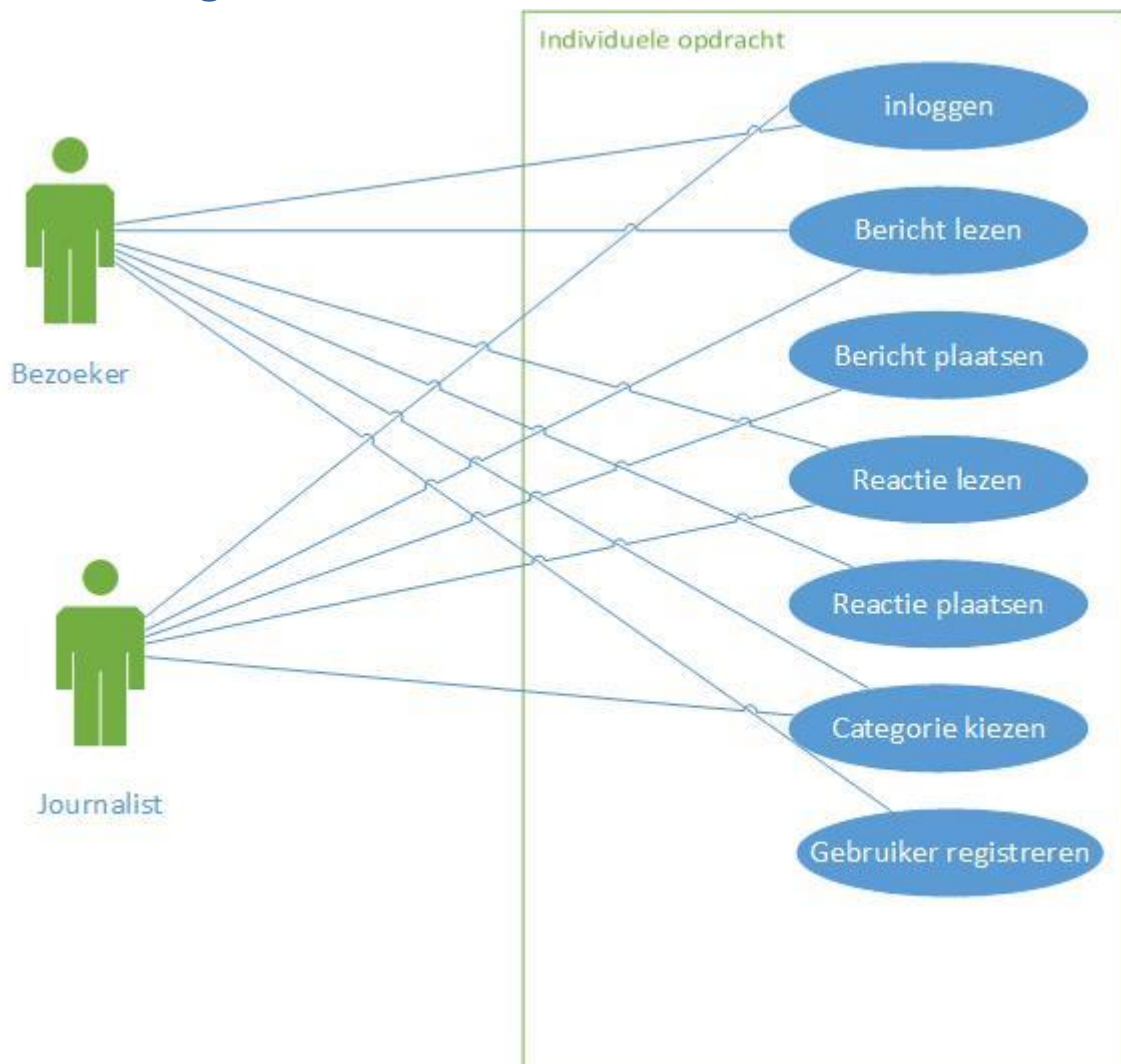 Individuele opdracht
inloggen
Bericht lezen
Bericht plaatsen
Bezoeker
Reactie lezen
Reactie plaatsen
Categorie kiezen
Journalist
Gebruiker registreren